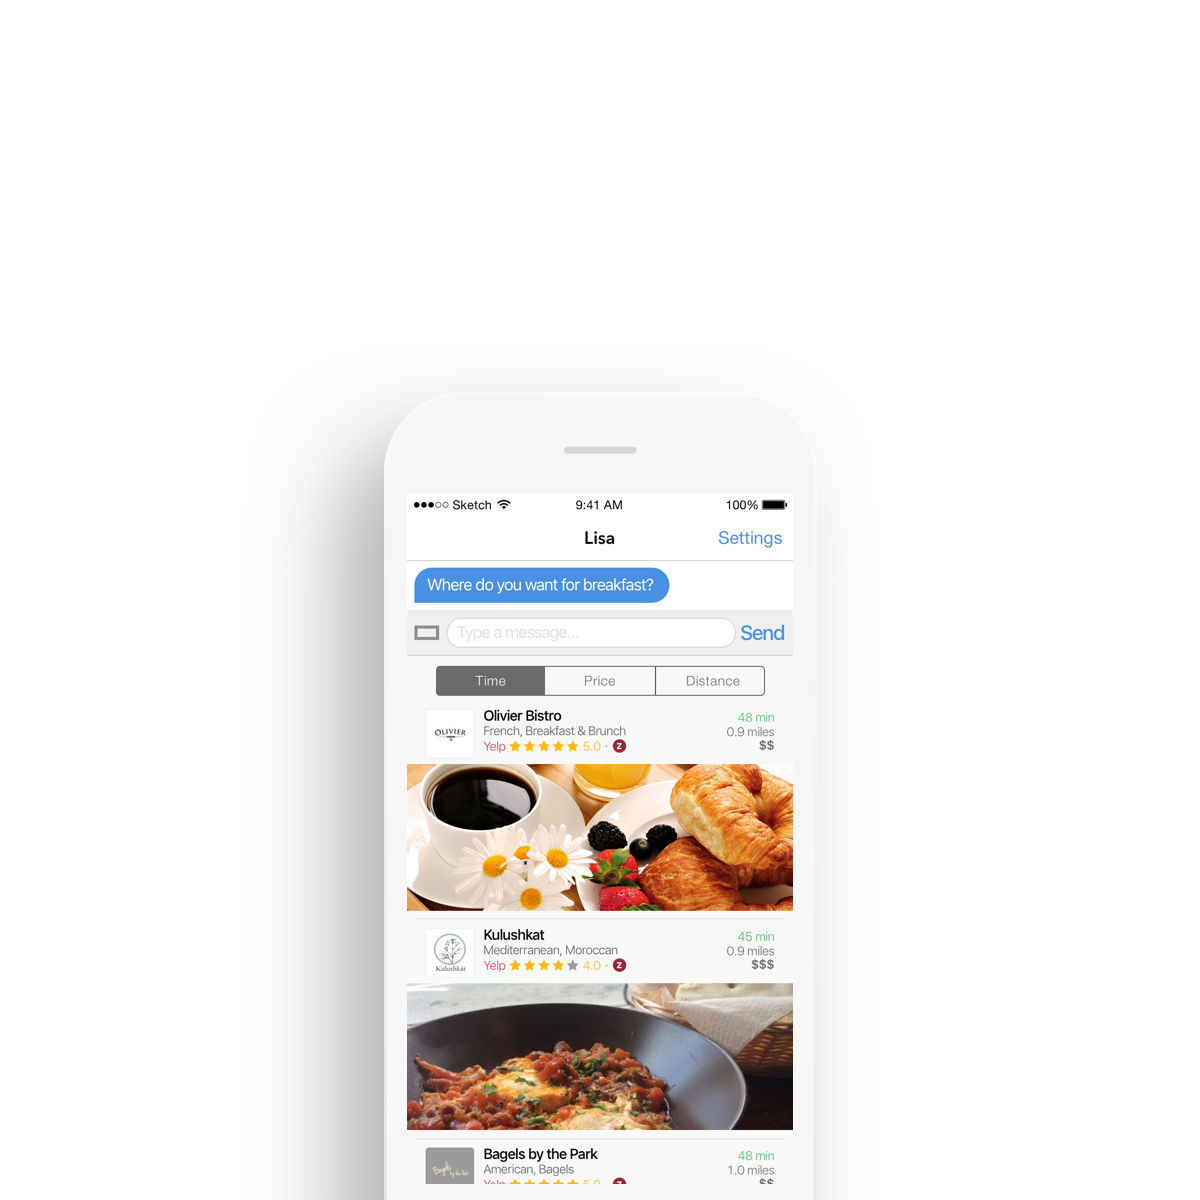 Sketch 9:41 AM 100%
Lisa Settings
Where do you want for breakfast?
Type a message... Send
Time Price Distance
OLIVIER
Olivier Bistro 48 min
French, Breakfast & Brunch 0.9 miles
Yelp 5.0 · Z $$
Kulushkat
Kulushkat 45 min
Mediterranean, Moroccan 0.9 miles
Yelp 4.0 · Z $$$
Bagels by the Park
Bagels by the Park 48 min
American, Bagels 1.0 miles
Yelp 5.0 · Z $$